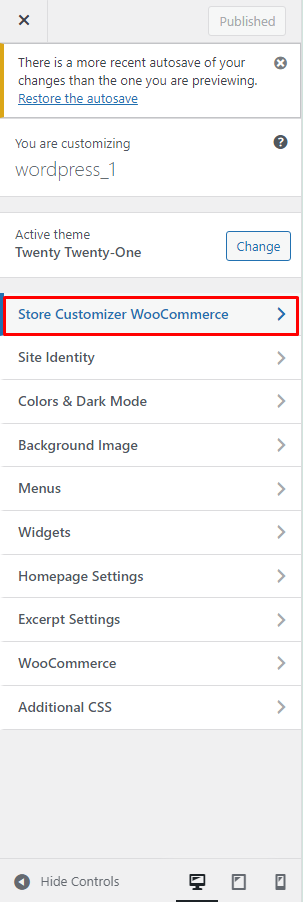 Published
There is a more recent autosave of your
changes than the one you are previewing.
Restore the autosave
You are customizing
wordpress_1
Active theme
Twenty Twenty-One
Change
Store Customizer WooCommerce
Site Identity
Colors & Dark Mode
Background Image
Menus
Widgets
Homepage Settings
Excerpt Settings
WooCommerce
Additional CSS
Hide Controls